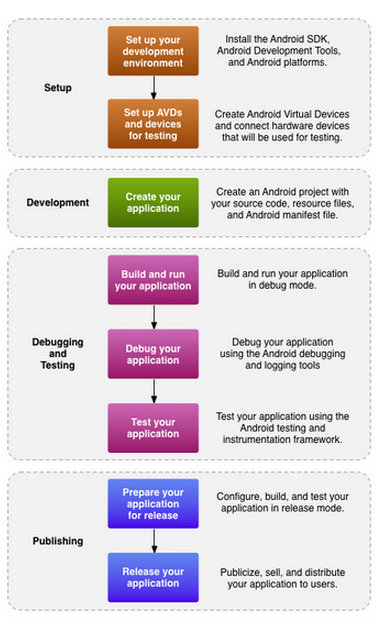 Setup
Set up your
development
environment
Install the Android SDK,
Android Development Tools,
and Android platforms.
Set up AVDs
and devices
for testing
Create Android Virtual Devices
and connect hardware devices
that will be used for testing.
Development
Create your
application
Create an Android project with
your source code, resource files,
and Android manifest file.
Debugging
and
Testing
Build and run
your application
Build and run your application
in debug mode.
Debug your
application
Debug your application
using the Android debugging
and logging tools
Test your
application
Test your application using the
Android testing and
instrumentation framework.
Publishing
Prepare your
application
for release
Configure, build, and test your
application in release mode.
Release your
application
Publicize, sell, and distribute
your application to users.